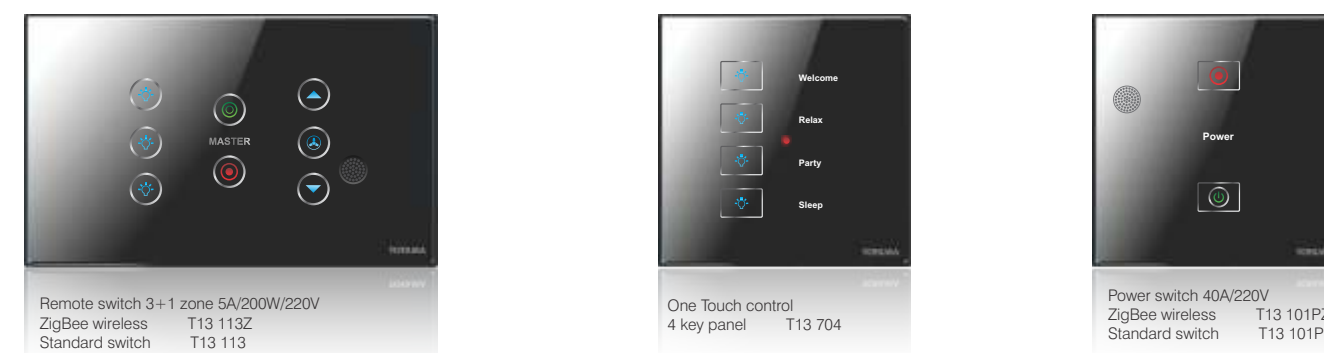 MASTER
Remote switch 3+1 zone 5A/200W/220V
ZigBee wireless T13 113Z
Standard switch T13 113
Welcome
Relax
Party
Sleep
One Touch control
4 key panel T13 704
Power
Power switch 40A/220V
ZigBee wireless T13 101PZ
Standard switch T13 101P